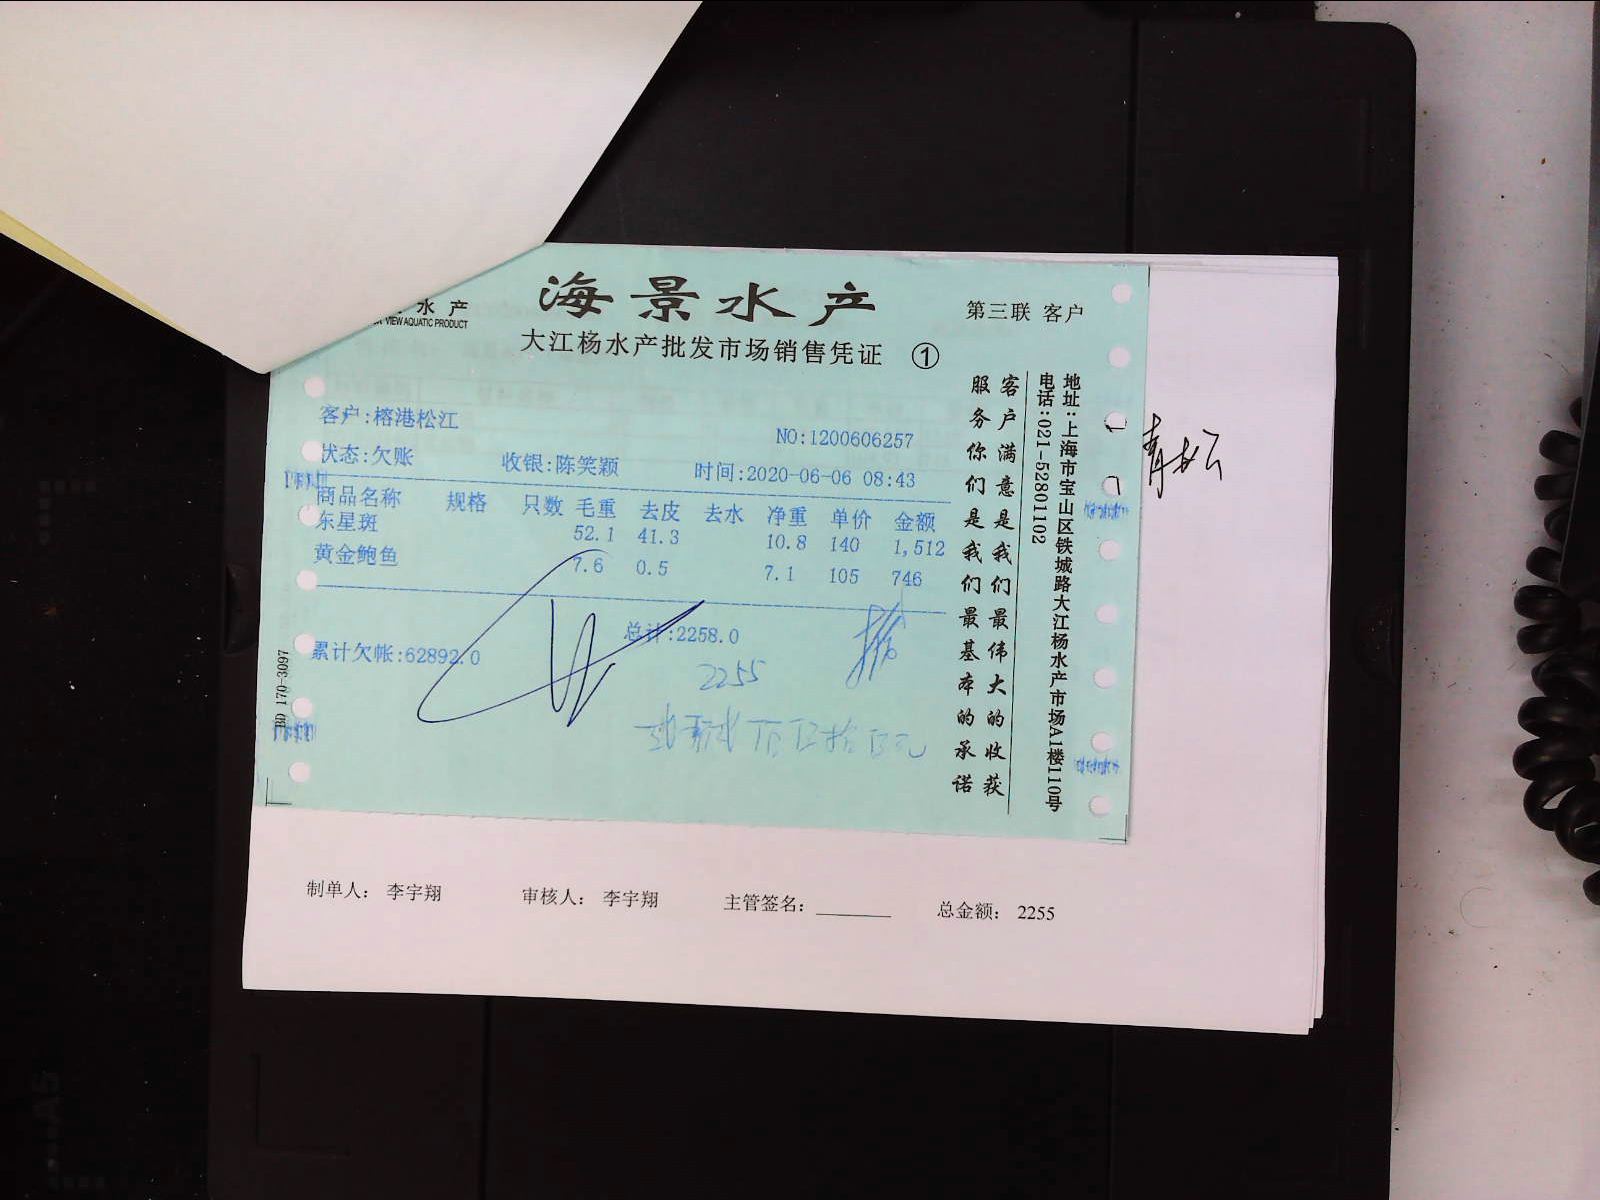 水产
VIEW AQUATIC PRODUCT
海景水产
大江杨水产批发市场销售凭证 ①
第三联 客户
客户:榕港松江
NO:1200606257
状态:欠账 收银:陈笑颖 时间:2020-06-06 08:43
商品名称 规格 只数 毛重 去皮 去水 净重 单价 金额
东星斑 52.1 41.3 10.8 140 1,512
黄金鲍鱼 7.6 0.5 7.1 105 746
总计:2258.0
累计欠帐:62892.0
2255
客户满意是我们最伟大的收获
服务你们是我们最基本的承诺
地址:上海市宝山区铁城路大江杨水产市场A1楼110号
电话:021-52801102
BD 170-3097
制单人: 李宇翔 审核人: 李宇翔 主管签名: 总金额: 2255